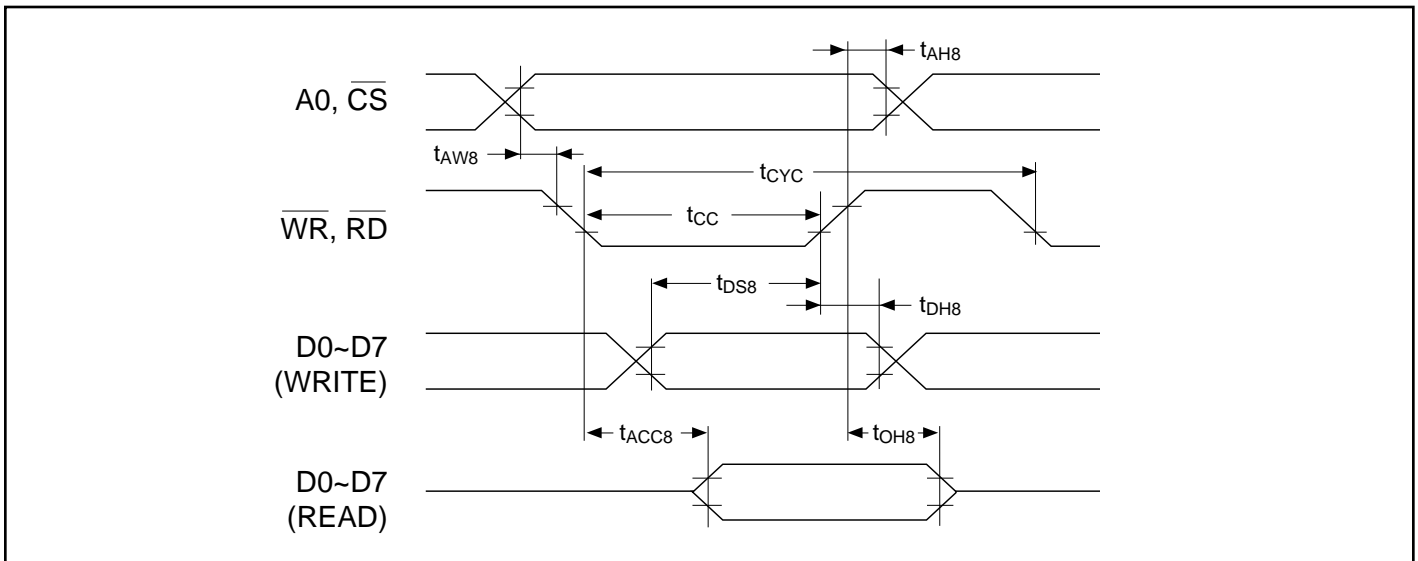 tAH8
A0, CS
tAW8
tCYC
WR, RD
tCC
tDS8
tDH8
D0~D7
(WRITE)
tACC8
tOH8
D0~D7
(READ)